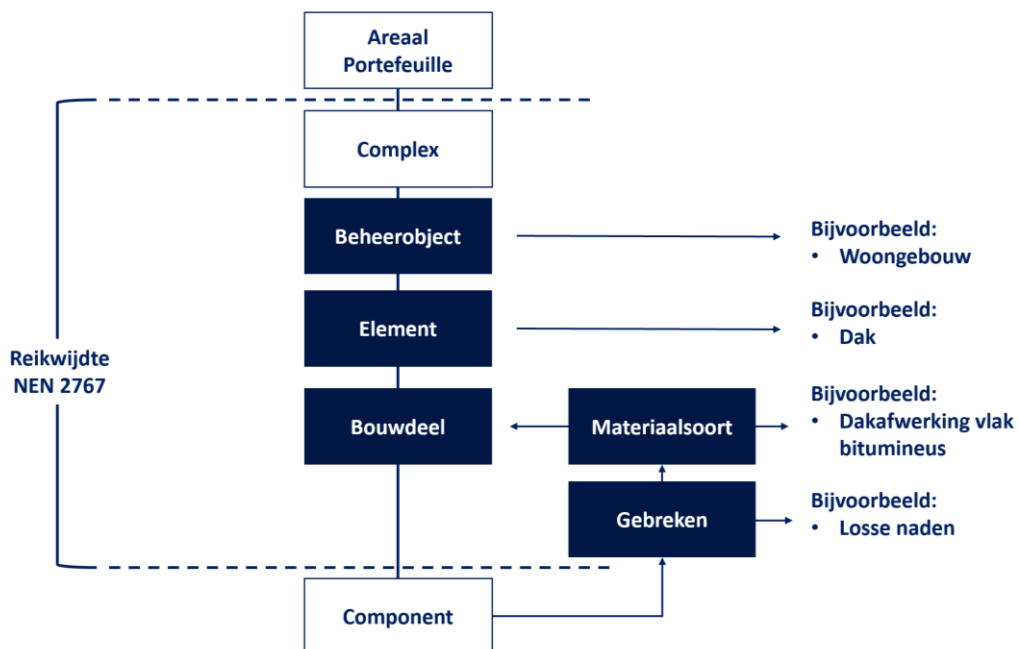 Areaal
Portefeuille
Complex
Beheerobject
Bijvoorbeeld:
• Woongebouw
Element
Bijvoorbeeld:
• Dak
Reikwijdte
NEN 2767
Bouwdeel
Materiaalsoort
Bijvoorbeeld:
• Dakafwerking vlak
bitumineus
Gebreken
Bijvoorbeeld:
• Losse naden
Component